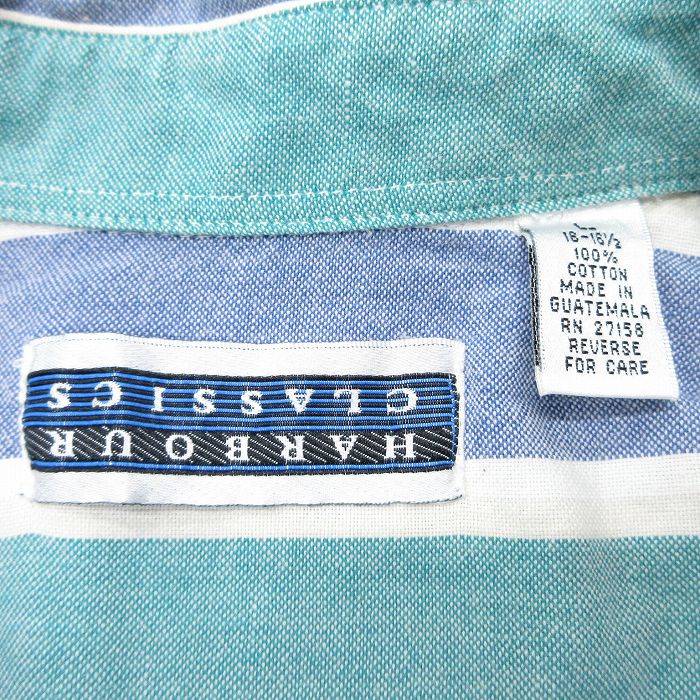 HARBOUR
CLASSICS
16-16½
100%
COTTON
MADE IN
GUATEMALA
RN 27158
REVERSE
FOR CARE